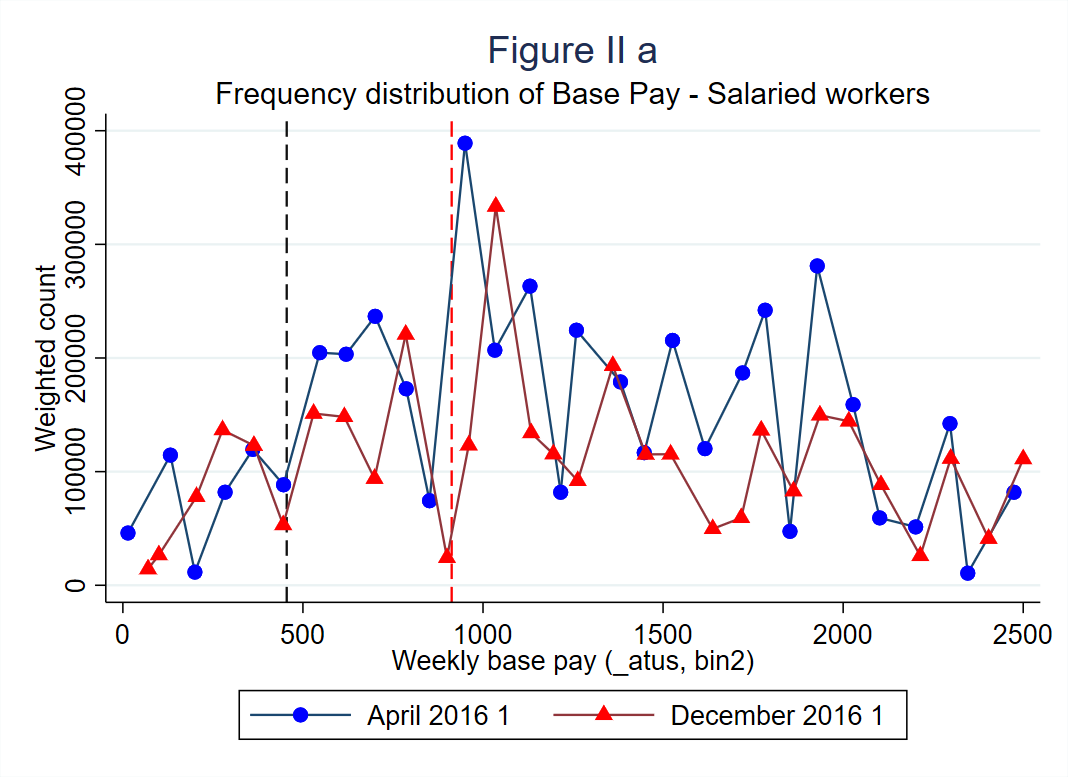 Figure II a
Frequency distribution of Base Pay - Salaried workers
Weighted count
400000
300000
200000
100000
0
0 500 1000 1500 2000 2500
Weekly base pay (_atus, bin2)
April 2016 1 December 2016 1